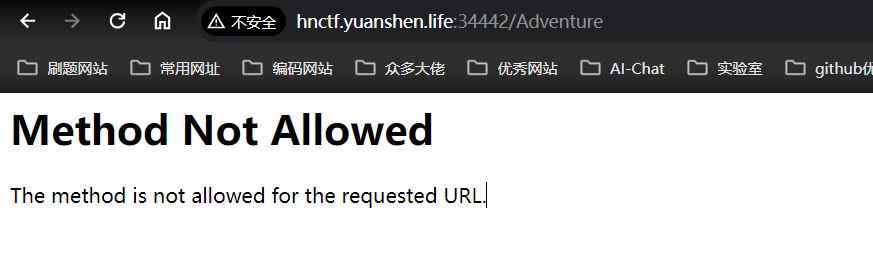 不安全 hnctf.yuanshen.life:34442/Adventure
刷题网站 常用网址 编码网站 众多大佬 优秀网站 AI-Chat 实验室 github优
Method Not Allowed
The method is not allowed for the requested URL.